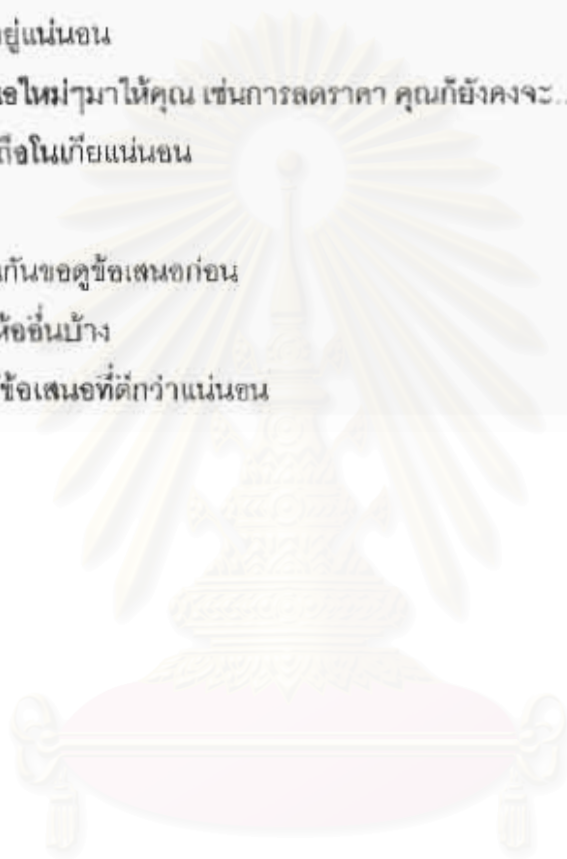 ยู่แน่นอน
อใหม่ๆมาให้คุณ เช่นการลดราคา คุณก็ยังคงจะ..
ถือโนเกียแน่นอน
กันขอดูข้อเสนอก่อน
ห้ออื่นบ้าง
ข้อเสนอที่ดีกว่าแน่นอน